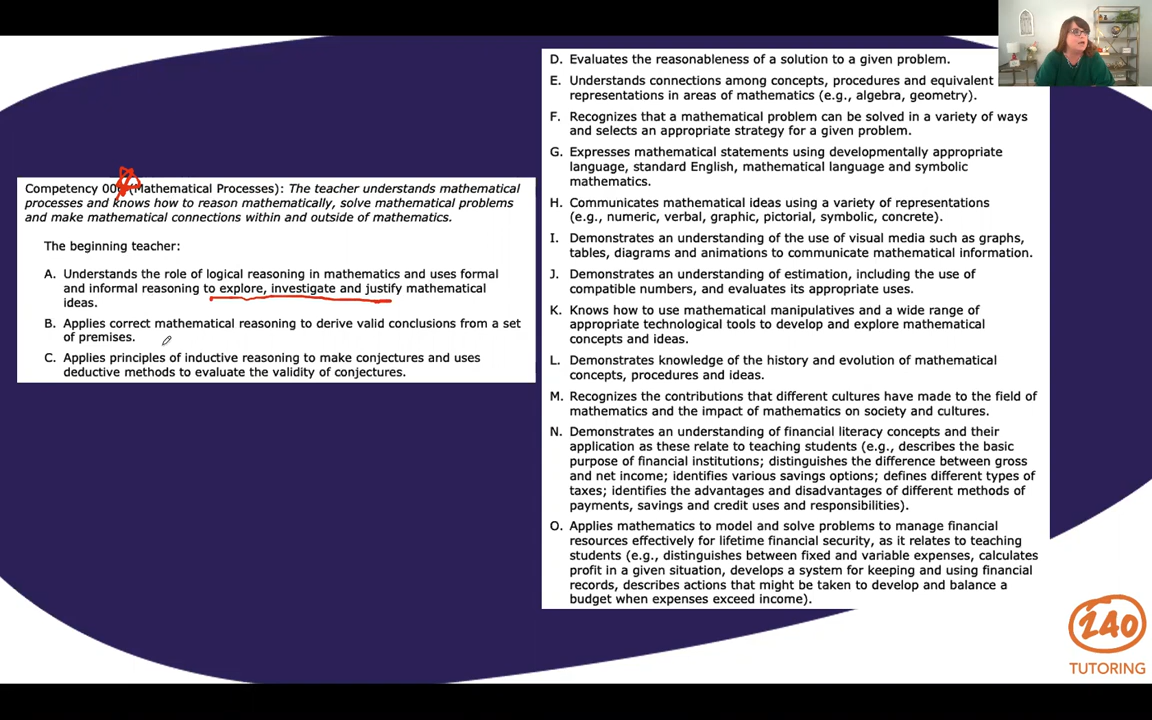 Competency 00 (Mathematical Processes): The teacher understands mathematical
processes and knows how to reason mathematically, solve mathematical problems
and make mathematical connections within and outside of mathematics.
The beginning teacher:
A. Understands the role of logical reasoning in mathematics and uses formal
and informal reasoning to explore, investigate and justify mathematical
ideas.
B. Applies correct mathematical reasoning to derive valid conclusions from a set
of premises.
C. Applies principles of inductive reasoning to make conjectures and uses
deductive methods to evaluate the validity of conjectures.
D. Evaluates the reasonableness of a solution to a given problem.
E. Understands connections among concepts, procedures and equivalent
representations in areas of mathematics (e.g., algebra, geometry).
F. Recognizes that a mathematical problem can be solved in a variety of ways
and selects an appropriate strategy for a given problem.
G. Expresses mathematical statements using developmentally appropriate
language, standard English, mathematical language and symbolic
mathematics.
H. Communicates mathematical ideas using a variety of representations
(e.g., numeric, verbal, graphic, pictorial, symbolic, concrete).
I. Demonstrates an understanding of the use of visual media such as graphs,
tables, diagrams and animations to communicate mathematical information.
J. Demonstrates an understanding of estimation, including the use of
compatible numbers, and evaluates its appropriate uses.
K. Knows how to use mathematical manipulatives and a wide range of
appropriate technological tools to develop and explore mathematical
concepts and ideas.
L. Demonstrates knowledge of the history and evolution of mathematical
concepts, procedures and ideas.
M. Recognizes the contributions that different cultures have made to the field of
mathematics and the impact of mathematics on society and cultures.
N. Demonstrates an understanding of financial literacy concepts and their
application as these relate to teaching students (e.g., describes the basic
purpose of financial institutions; distinguishes the difference between gross
and net income; identifies various savings options; defines different types of
taxes; identifies the advantages and disadvantages of different methods of
payments, savings and credit uses and responsibilities).
O. Applies mathematics to model and solve problems to manage financial
resources effectively for lifetime financial security, as it relates to teaching
students (e.g., distinguishes between fixed and variable expenses, calculates
profit in a given situation, develops a system for keeping and using financial
records, describes actions that might be taken to develop and balance a
budget when expenses exceed income).
240
TUTORING